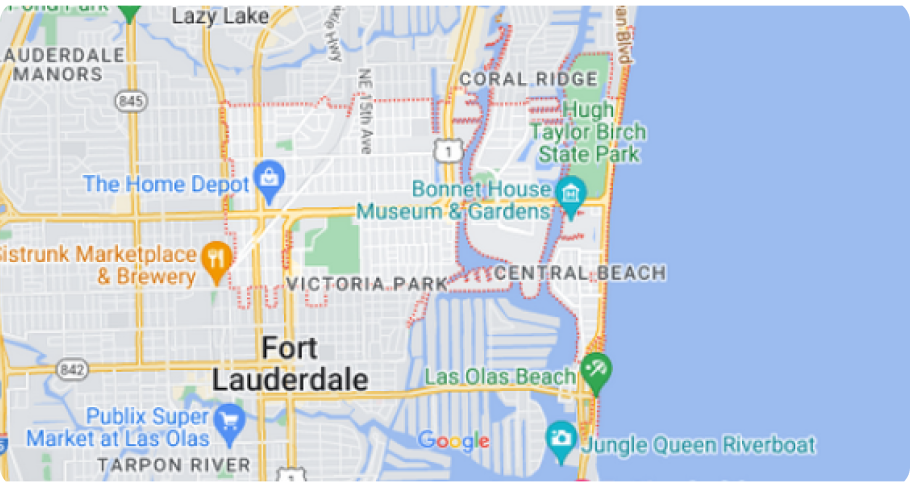 Lazy Lake
LAUDERDALE
MANORS
845
NE 15th Ave
CORAL RIDGE
1
Hugh
Taylor Birch
State Park
The Home Depot
Bonnet House
Museum & Gardens
Sistrunk Marketplace
& Brewery
VICTORIA PARK
CENTRAL BEACH
Fort
Lauderdale
842
Las Olas Beach
Publix Super
Market at Las Olas
Google
Jungle Queen Riverboat
TARPON RIVER
1